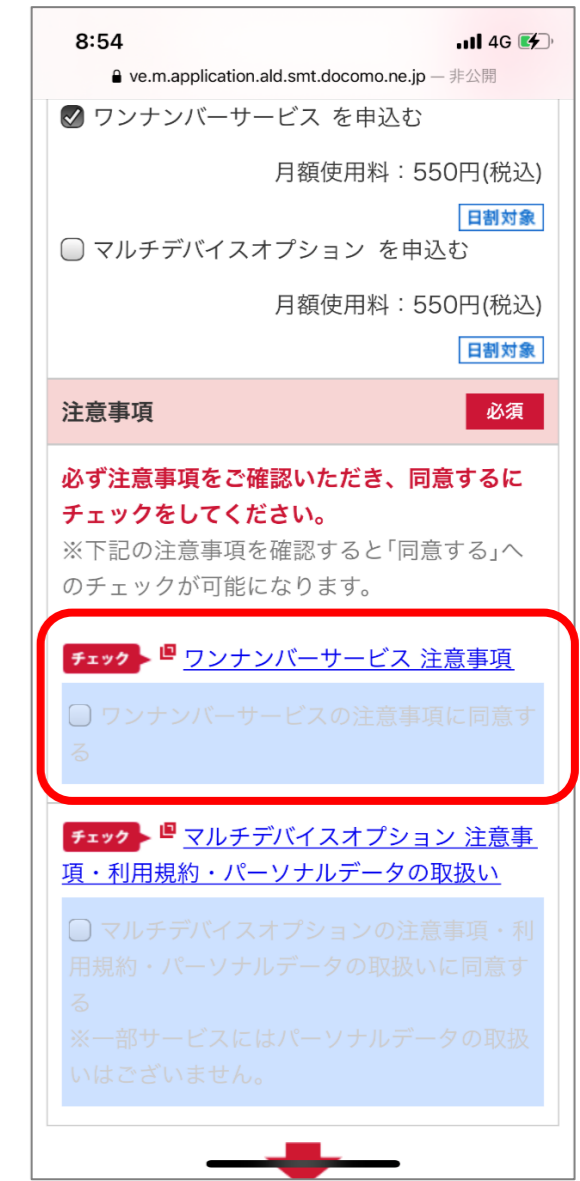 8:54
4G
ve.m.application.ald.smt.docomo.ne.jp — 非公開
ワンナンバーサービス を申込む
月額使用料：550円(税込)
日割対象
マルチデバイスオプション を申込む
月額使用料：550円(税込)
日割対象
注意事項
必須
必ず注意事項をご確認いただき、同意するに
チェックをしてください。
※下記の注意事項を確認すると｢同意する｣へ
のチェックが可能になります。
チェック ワンナンバーサービス 注意事項
ワンナンバーサービスの注意事項に同意す
る
チェック マルチデバイスオプション 注意事
項・利用規約・パーソナルデータの取扱い
マルチデバイスオプションの注意事項・利
用規約・パーソナルデータの取扱いに同意す
る
※一部サービスにはパーソナルデータの取扱
いはございません。